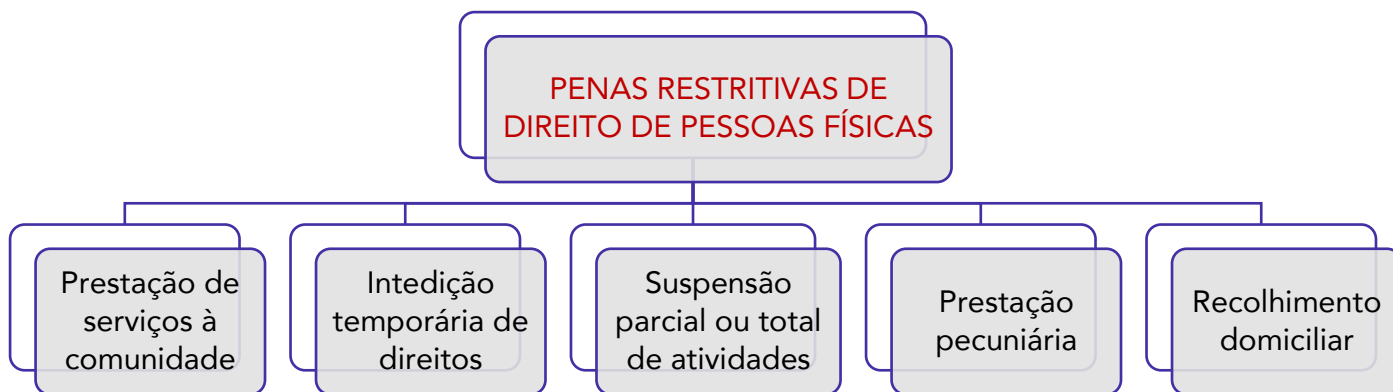 PENAS RESTRITIVAS DE
DIREITO DE PESSOAS FÍSICAS
Prestação de
serviços à
comunidade
Intedição
temporária de
direitos
Suspensão
parcial ou total
de atividades
Prestação
pecuniária
Recolhimento
domiciliar